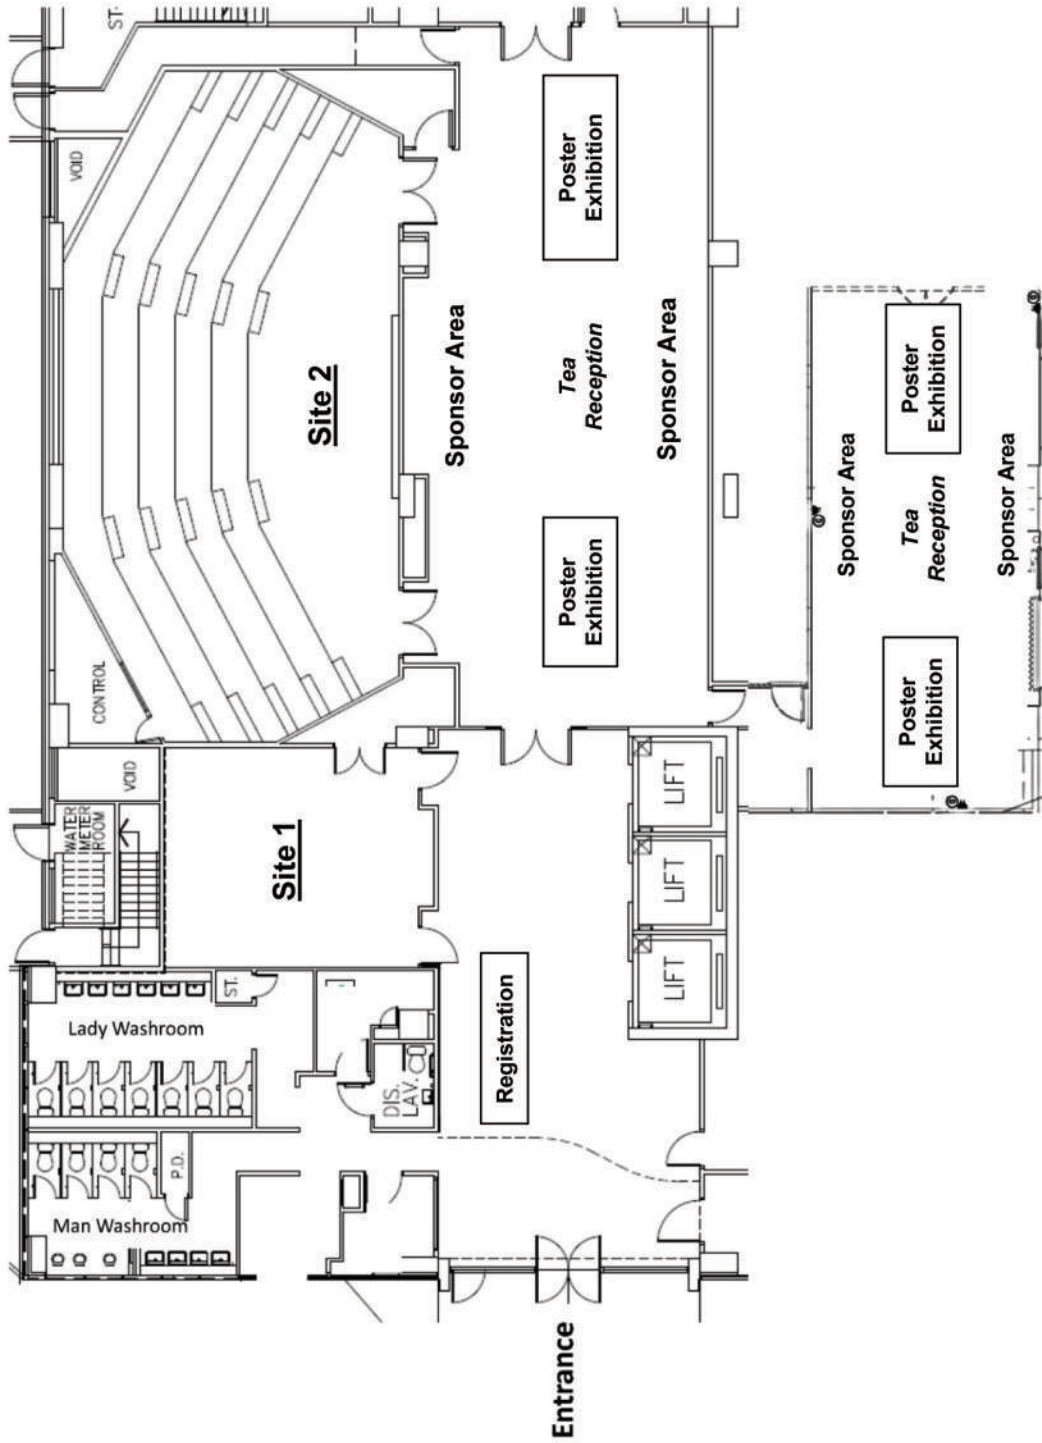 WATER
METER
ROOM
VOID
CONTROL
VOID
ST.
Man Washroom
P.D.
Lady Washroom
ST.
DIS.
LAV.
Site 1
Site 2
Sponsor Area
Entrance
Registration
Poster
Exhibition
Tea
Reception
Poster
Exhibition
LIFT
LIFT
LIFT
Sponsor Area
Sponsor Area
Poster
Exhibition
Tea
Reception
Poster
Exhibition
Sponsor Area